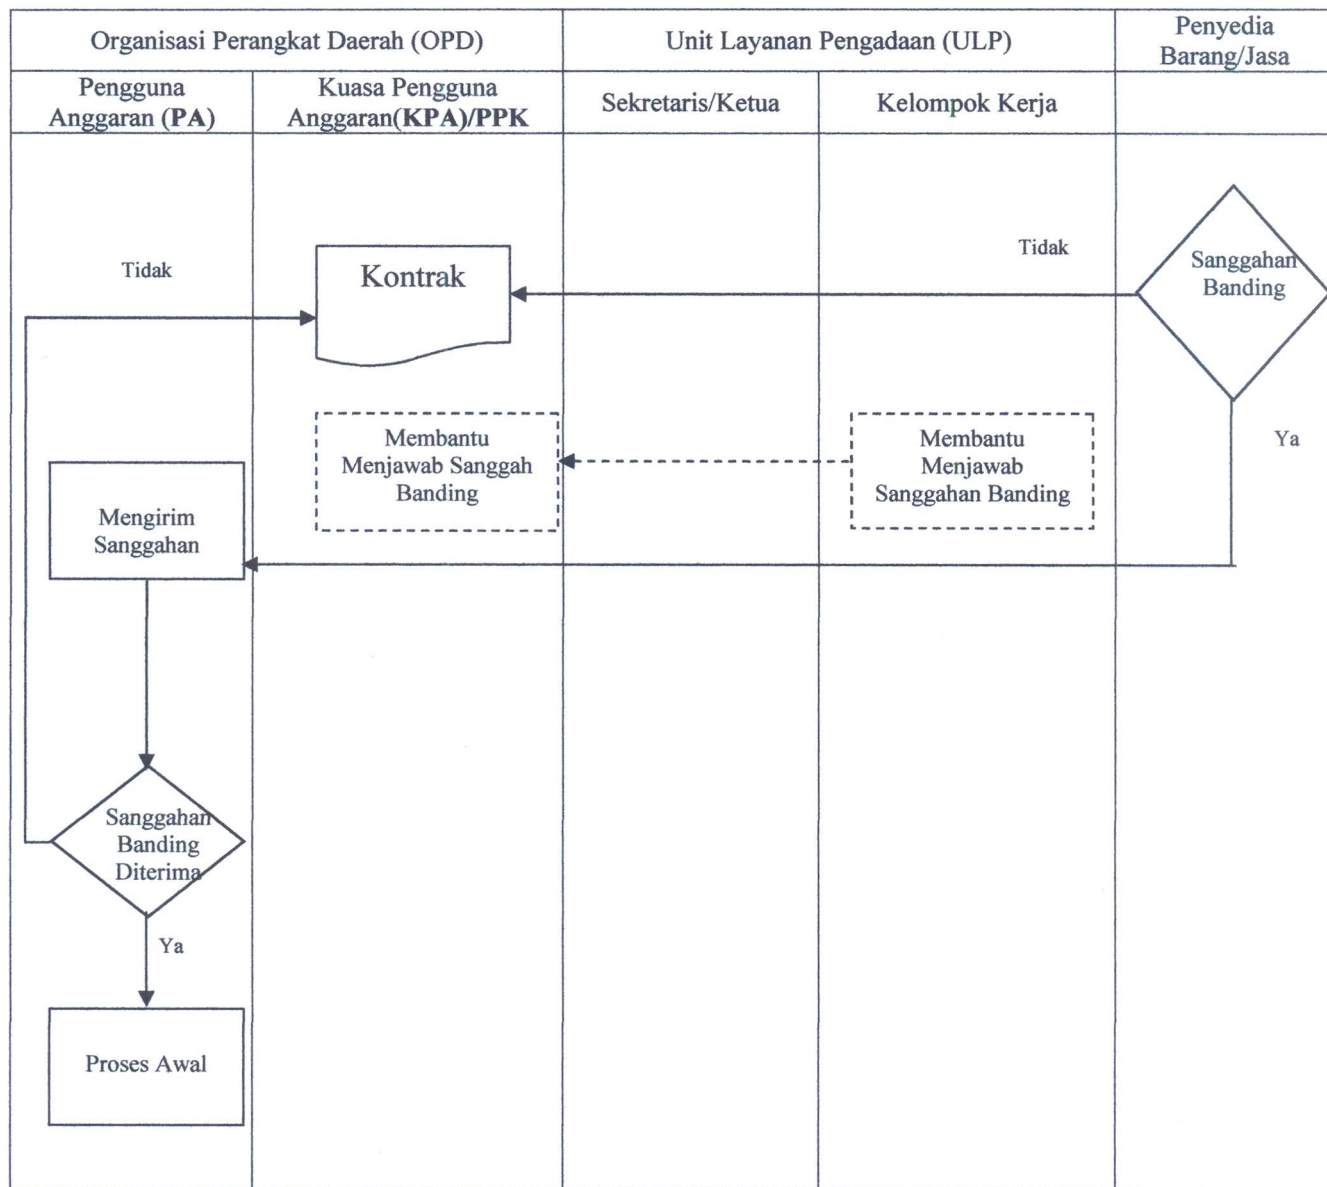 Organisasi Perangkat Daerah (OPD)
Unit Layanan Pengadaan (ULP)
Penyedia
Barang/Jasa
Pengguna
Anggaran (PA)
Kuasa Pengguna
Anggaran(KPA)/PPK
Sekretaris/Ketua
Kelompok Kerja
Tidak
Kontrak
Tidak
Sanggahan
Banding
Membantu
Menjawab Sanggah
Banding
Membantu
Menjawab
Sanggahan Banding
Ya
Mengirim
Sanggahan
Sanggahan
Banding
Diterima
Ya
Proses Awal